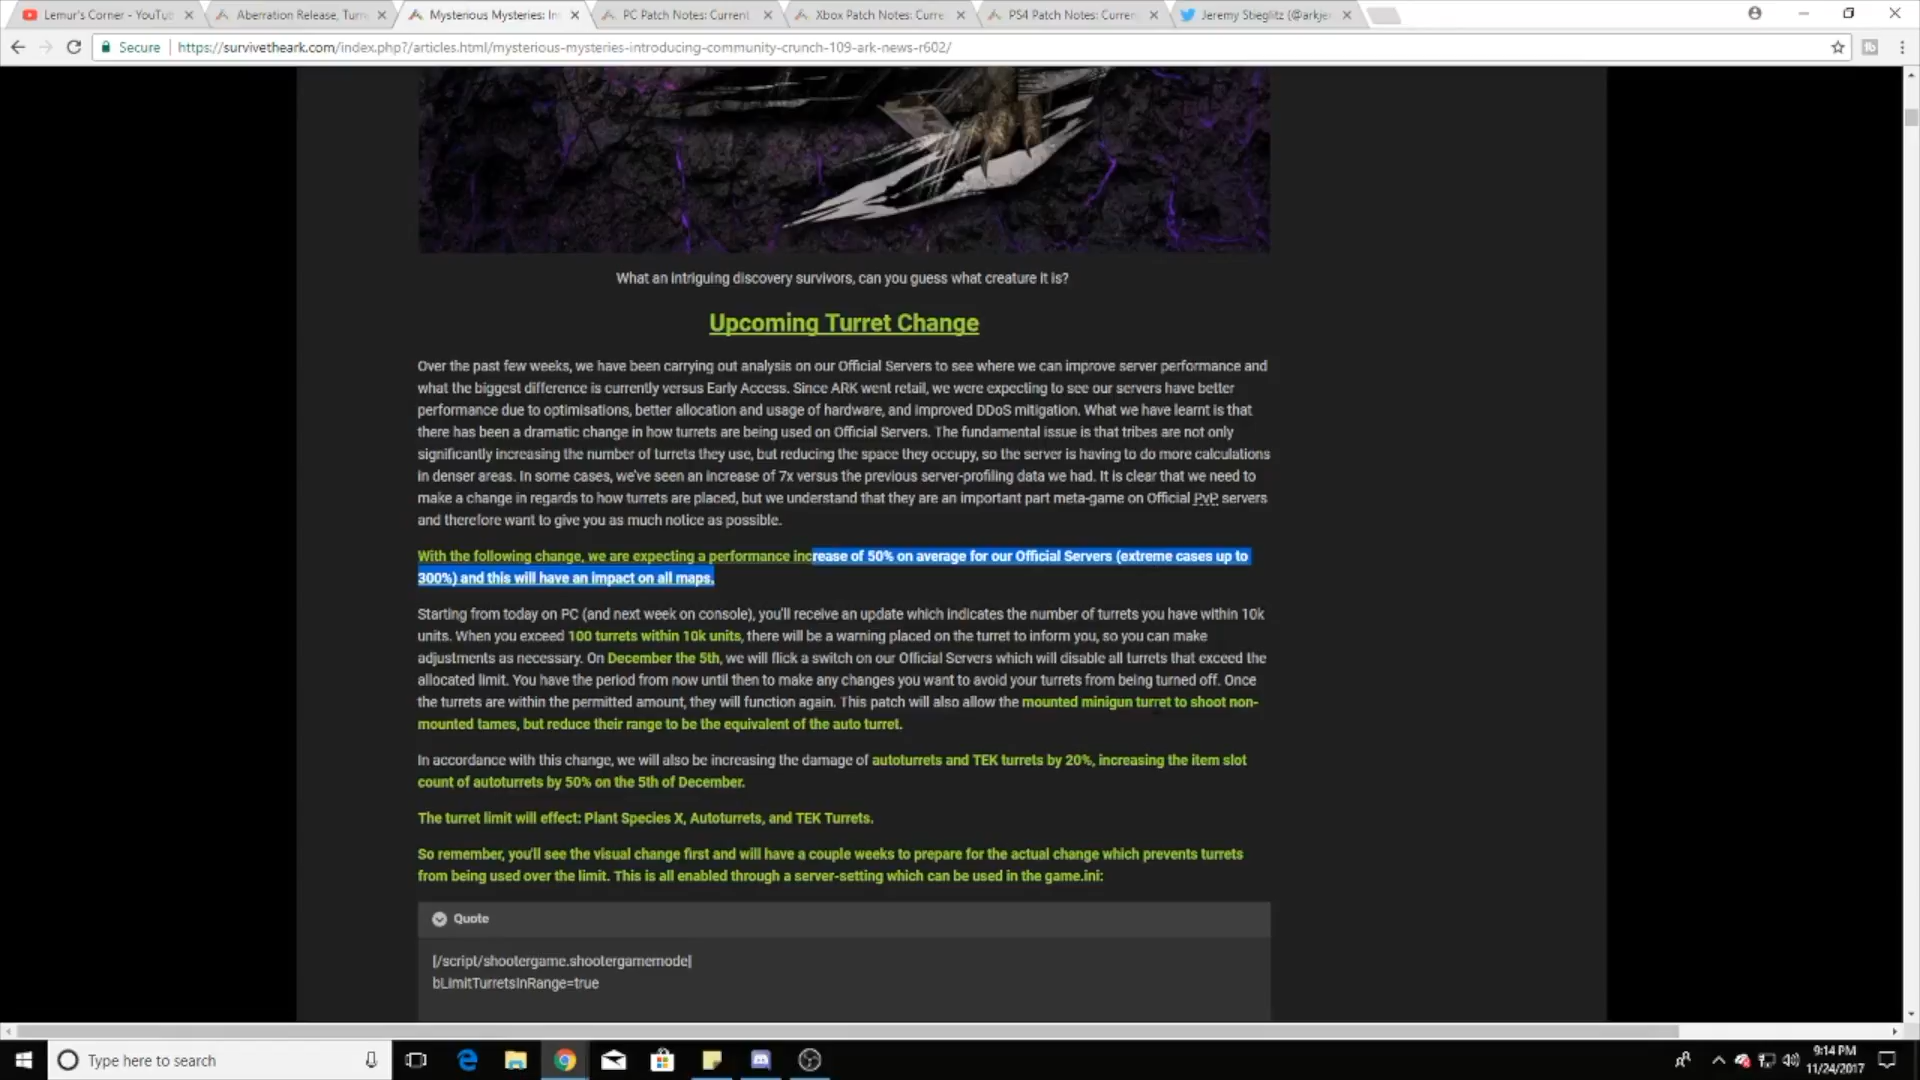 Lemur's Corner - YouTu
Aberration Release, Turr
Mysterious Mysteries: In
PC Patch Notes: Current
Xbox Patch Notes: Curre
PS4 Patch Notes: Curren
Jeremy Stieglitz (@arkje
Secure
https://survivetheark.com/index.php?/articles.html/mysterious-mysteries-introducing-community-crunch-109-ark-news-r602/
What an intriguing discovery survivors, can you guess what creature it is?
Upcoming Turret Change
Over the past few weeks, we have been carrying out analysis on our Official Servers to see where we can improve server performance and
what the biggest difference is currently versus Early Access. Since ARK went retail, we were expecting to see our servers have better
performance due to optimisations, better allocation and usage of hardware, and improved DDoS mitigation. What we have learnt is that
there has been a dramatic change in how turrets are being used on Official Servers. The fundamental issue is that tribes are not only
significantly increasing the number of turrets they use, but reducing the space they occupy, so the server is having to do more calculations
in denser areas. In some cases, we've seen an increase of 7x versus the previous server-profiling data we had. It is clear that we need to
make a change in regards to how turrets are placed, but we understand that they are an important part meta-game on Official PvP servers
and therefore want to give you as much notice as possible.
With the following change, we are expecting a performance increase of 50% on average for our Official Servers (extreme cases up to
300%) and this will have an impact on all maps.
Starting from today on PC (and next week on console), you'll receive an update which indicates the number of turrets you have within 10k
units. When you exceed 100 turrets within 10k units, there will be a warning placed on the turret to inform you, so you can make
adjustments as necessary. On December the 5th, we will flick a switch on our Official Servers which will disable all turrets that exceed the
allocated limit. You have the period from now until then to make any changes you want to avoid your turrets from being turned off. Once
the turrets are within the permitted amount, they will function again. This patch will also allow the mounted minigun turret to shoot non-
mounted tames, but reduce their range to be the equivalent of the auto turret.
In accordance with this change, we will also be increasing the damage of autoturrets and TEK turrets by 20%, increasing the item slot
count of autoturrets by 50% on the 5th of December.
The turret limit will effect: Plant Species X, Autoturrets, and TEK Turrets.
So remember, you'll see the visual change first and will have a couple weeks to prepare for the actual change which prevents turrets
from being used over the limit. This is all enabled through a server-setting which can be used in the game.ini:
Quote
[/script/shootergame.shootergamemode]
bLimitTurretsInRange=true
Type here to search
9:14 PM
11/24/2017